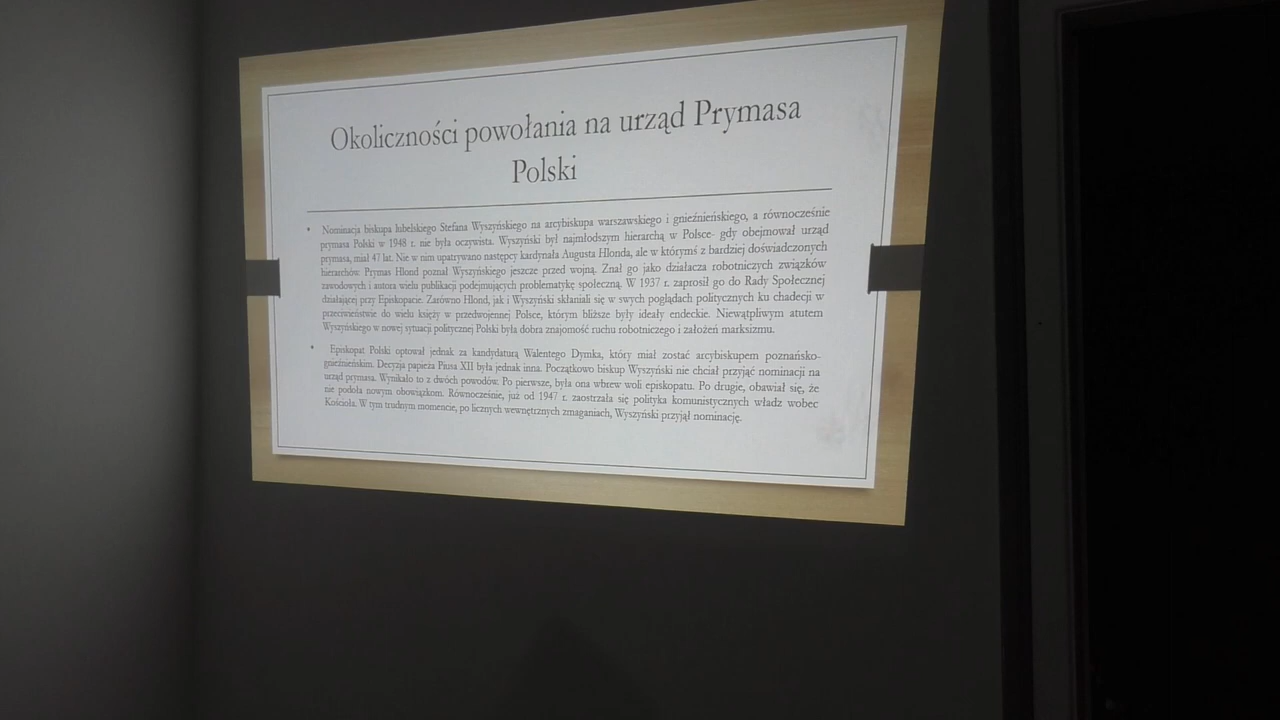 Okoliczności powołania na urząd Prymasa
Polski
• Nominacja biskupa lubelskiego Stefana Wyszyńskiego na arcybiskupa warszawskiego i gnieźnieńskiego, a równocześnie
prymasa Polski w 1948 r. nie była oczywista. Wyszyński był najmłodszym hierarchą w Polsce- gdy obejmował urząd
prymasa, miał 47 lat. Nie w nim upatrywano następcy kardynała Augusta Hlonda, ale w którymś z bardziej doświadczonych
hierarchów. Prymas Hlond poznał Wyszyńskiego jeszcze przed wojną. Znał go jako działacza robotniczych związków
zawodowych i autora wielu publikacji podejmujących problematykę społeczną. W 1937 r. zaprosił go do Rady Społecznej
działającej przy Episkopacie. Zarówno Hlond, jak i Wyszyński skłaniali się w swych poglądach politycznych ku chadecji w
przeciwieństwie do wielu księży w przedwojennej Polsce, którym bliższe były ideały endeckie. Niewątpliwym atutem
Wyszyńskiego w nowej sytuacji politycznej Polski była dobra znajomość ruchu robotniczego i założeń marksizmu.
• Episkopat Polski optował jednak za kandydaturą Walentego Dymka, który miał zostać arcybiskupem poznańsko-
gnieźnieńskim. Decyzja papieża Piusa XII była jednak inna. Początkowo biskup Wyszyński nie chciał przyjąć nominacji na
urząd prymasa. Wynikało to z dwóch powodów. Po pierwsze, była ona wbrew woli episkopatu. Po drugie, obawiał się, że
nie podoła nowym obowiązkom. Równocześnie, już od 1947 r. zaostrzała się polityka komunistycznych władz wobec
Kościoła. W tym trudnym momencie, po licznych wewnętrznych zmaganiach, Wyszyński przyjął nominację.